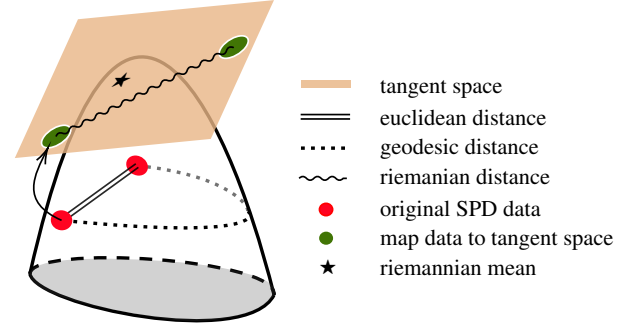 tangent space
euclidean distance
geodesic distance
riemanian distance
original SPD data
map data to tangent space
riemannian mean